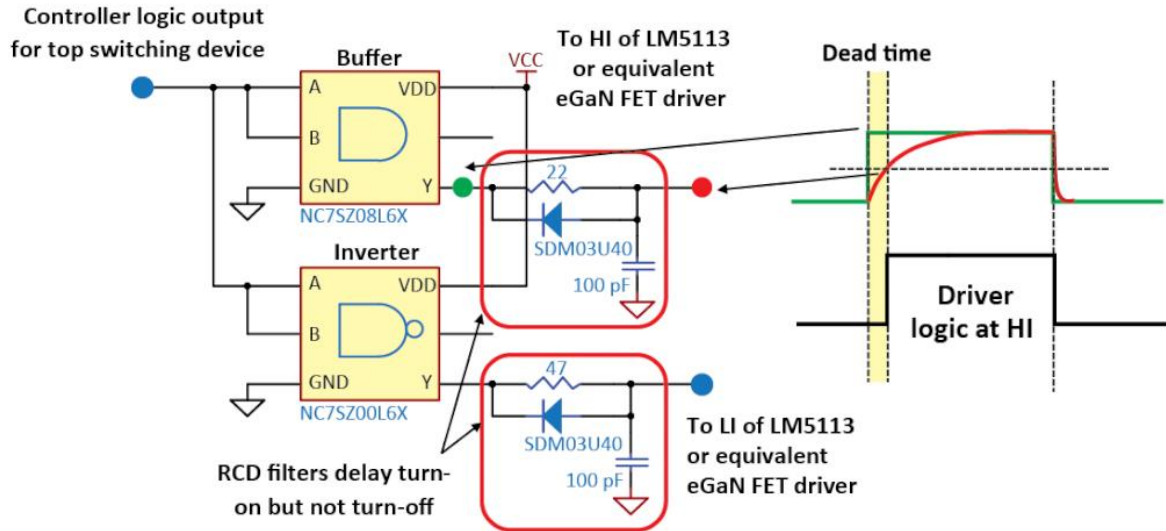 Controller logic output
for top switching device
Buffer
A
B
GND
VDD
Y
NC7SZ08L6X
VCC
To HI of LM5113
or equivalent
eGaN FET driver
22
SDM03U40
100 pF
Inverter
A
B
GND
VDD
Y
NC7SZ00L6X
47
SDM03U40
100 pF
RCD filters delay turn-
on but not turn-off
To LI of LM5113
or equivalent
eGaN FET driver
Dead time
Driver
logic at HI